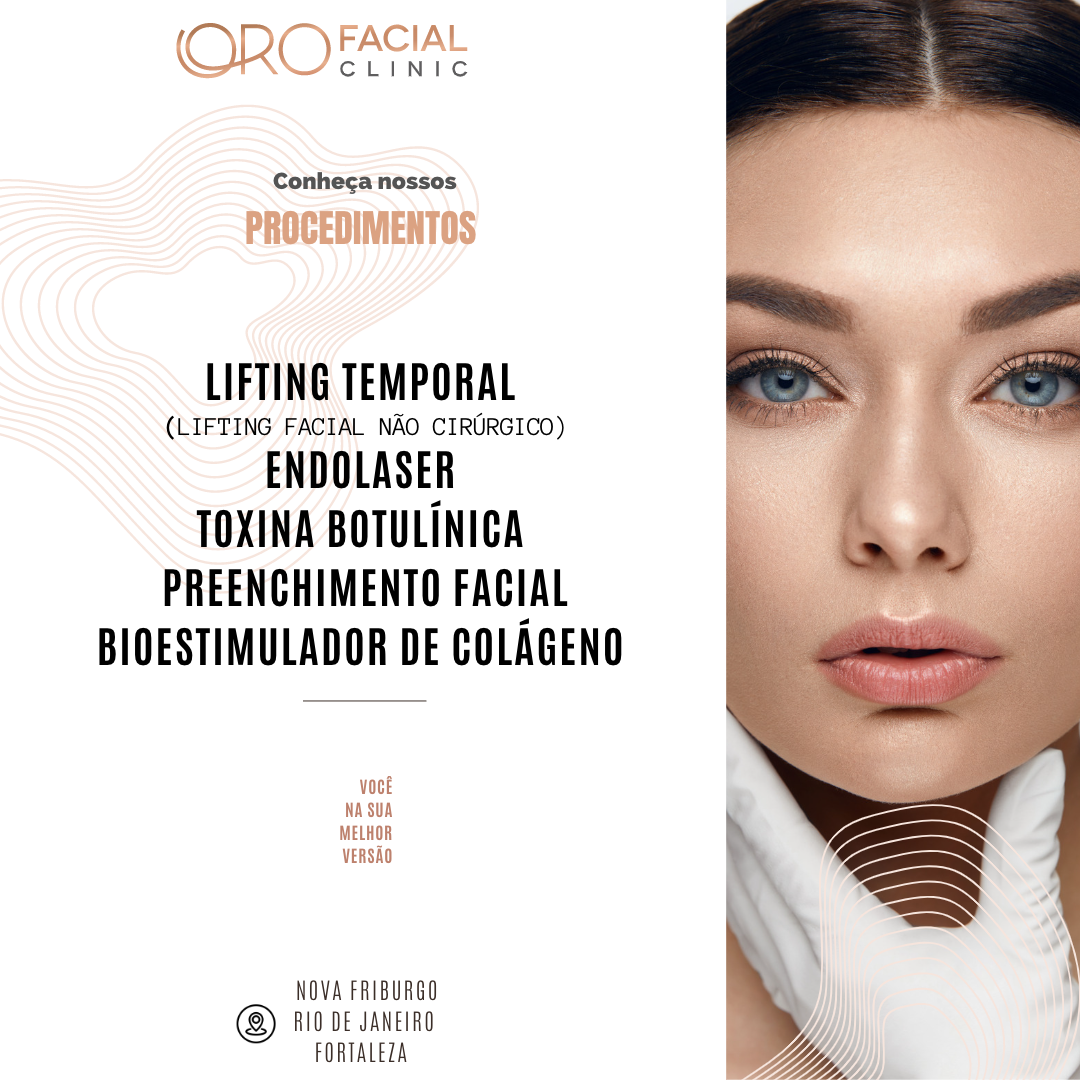 ORO FACIAL
CLINIC
Conheça nossos
PROCEDIMENTOS
LIFTING TEMPORAL
(LIFTING FACIAL NÃO CIRÚRGICO)
ENDOLASER
TOXINA BOTULÍNICA
PREENCHIMENTO FACIAL
BIOESTIMULADOR DE COLÁGENO
VOCÊ
NA SUA
MELHOR
VERSÃO
NOVA FRIBURGO
RIO DE JANEIRO
FORTALEZA